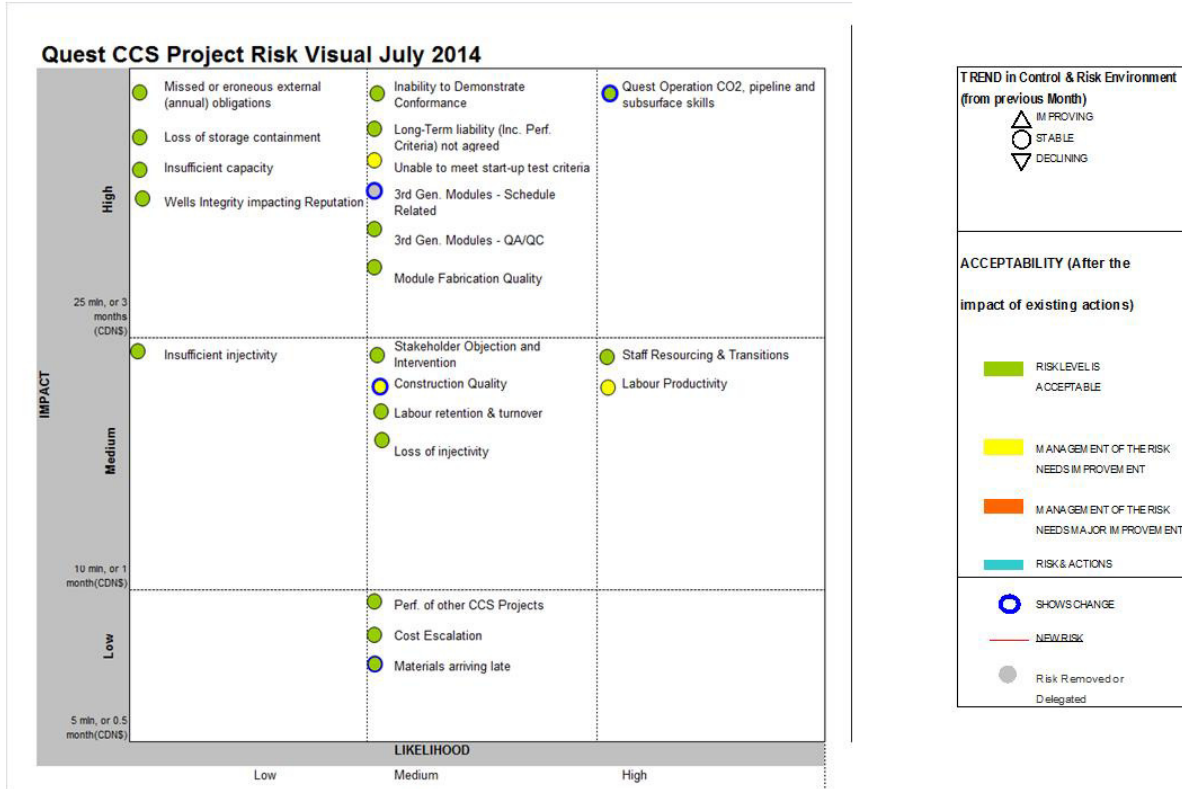 Quest CCS Project Risk Visual July 2014
Missed or eroneous external
(annual) obligations
Loss of storage containment
Insufficient capacity
Wells Integrity impacting Reputation
Inability to Demonstrate
Conformance
Long-Term liability (Inc. Perf.
Criteria) not agreed
Unable to meet start-up test criteria
3rd Gen. Modules - Schedule
Related
3rd Gen. Modules - QA/QC
Module Fabrication Quality
Quest Operation CO2, pipeline and
subsurface skills
High
25 mln, or 3
months
(CDN$)
Insufficient injectivity
Stakeholder Objection and
Intervention
Construction Quality
Labour retention & turnover
Loss of injectivity
Staff Resourcing & Transitions
Labour Productivity
IMPACT
Medium
10 mln, or 1
month(CDN$)
Perf. of other CCS Projects
Cost Escalation
Materials arriving late
Low
5 mln, or 0.5
month(CDN$)
LIKELIHOOD
Low
Medium
High
TREND in Control & Risk Environment
(from previous Month)
IMPROVING
STABLE
DECLINING
ACCEPTABILITY (After the
impact of existing actions)
RISK LEVEL IS
ACCEPTABLE
MANAGEMENT OF THE RISK
NEEDS IMPROVEMENT
MANAGEMENT OF THE RISK
NEEDS MAJOR IMPROVEMENT
RISK & ACTIONS
SHOWS CHANGE
NEW RISK
Risk Removed or
Delegated